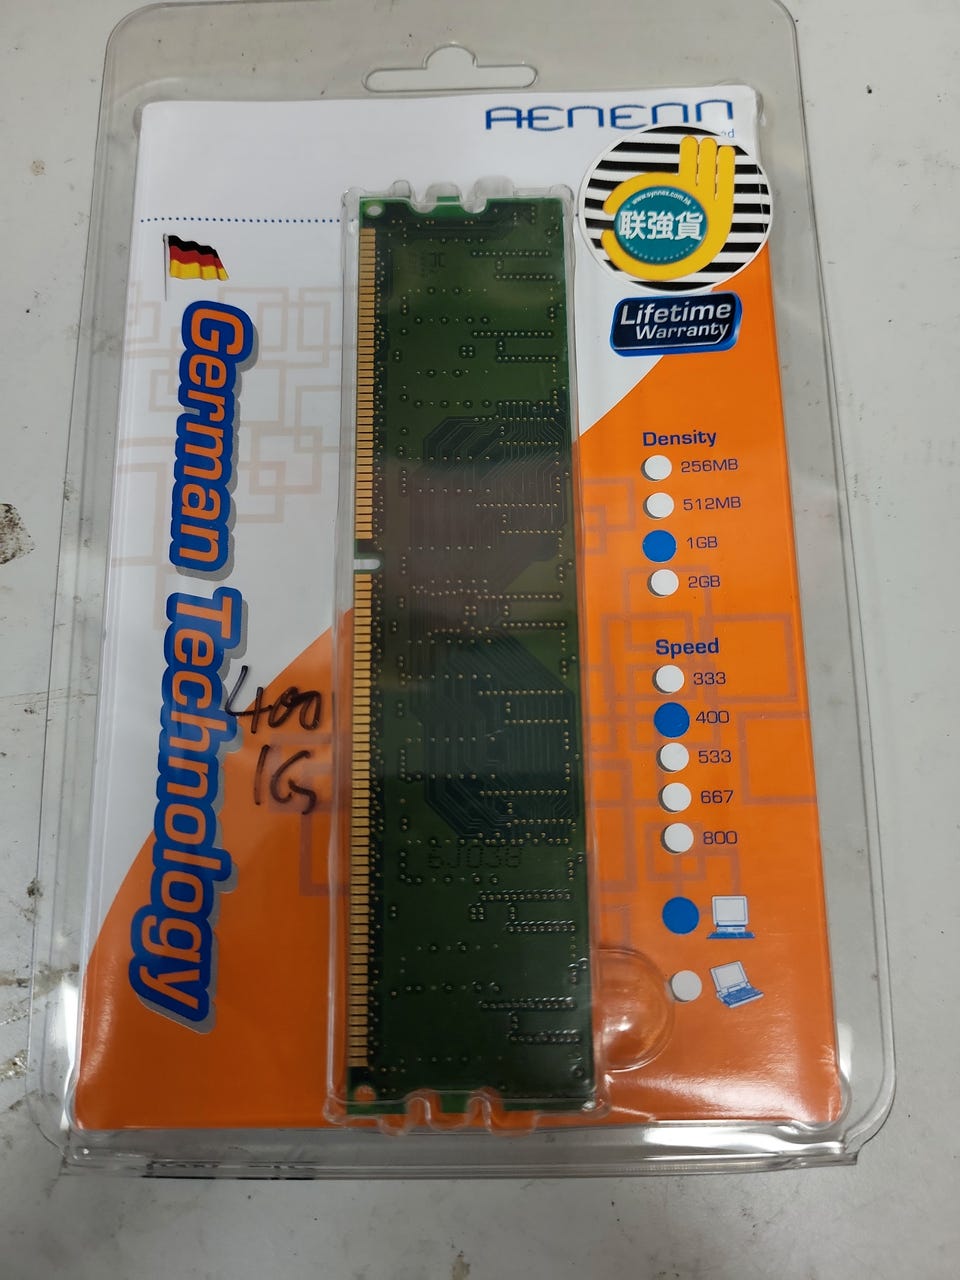 AENEON
ed
www.synnex.com.hk
联強貨
Lifetime
Warranty
German Technology
Density
256MB
512MB
1GB
2GB
Speed
333
400
533
667
800
400
1G